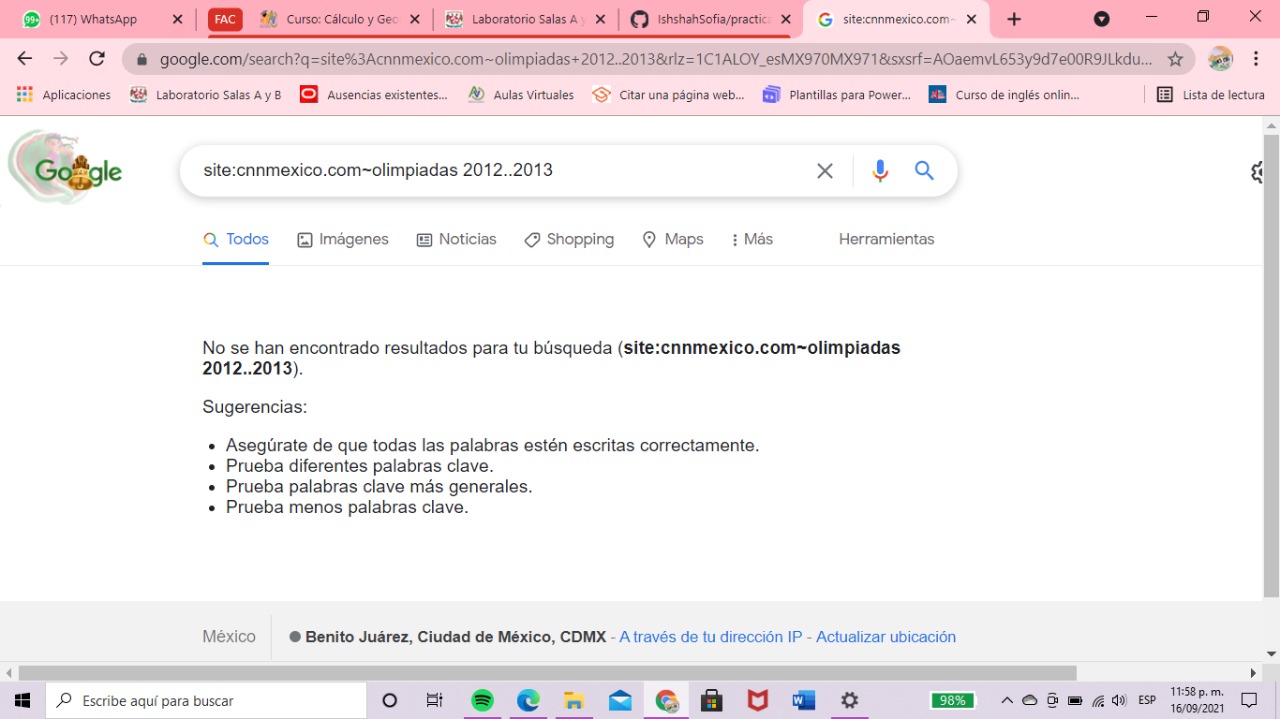 (117) WhatsApp
FAC
Curso: Cálculo y Geo
Laboratorio Salas A y
IshshahSofia/practica
site:cnnmexico.com~
google.com/search?q=site%3Acnnmexico.com~olimpiadas+2012..2013&rlz=1C1ALOY_esMX970MX971&sxsrf=AOaemvL653y9d7e00R9JLkdu...
Aplicaciones
Laboratorio Salas A y B
Ausencias existentes...
Aulas Virtuales
Citar una página web...
Plantillas para Power...
Curso de inglés onlin...
Lista de lectura
Google
site:cnnmexico.com~olimpiadas 2012..2013
Todos
Imágenes
Noticias
Shopping
Maps
Más
Herramientas
No se han encontrado resultados para tu búsqueda (site:cnnmexico.com~olimpiadas
2012..2013).
Sugerencias:
Asegúrate de que todas las palabras estén escritas correctamente.
Prueba diferentes palabras clave.
Prueba palabras clave más generales.
Prueba menos palabras clave.
México
Benito Juárez, Ciudad de México, CDMX - A través de tu dirección IP - Actualizar ubicación
Escribe aquí para buscar
98%
ESP
11:58 p. m.
16/09/2021